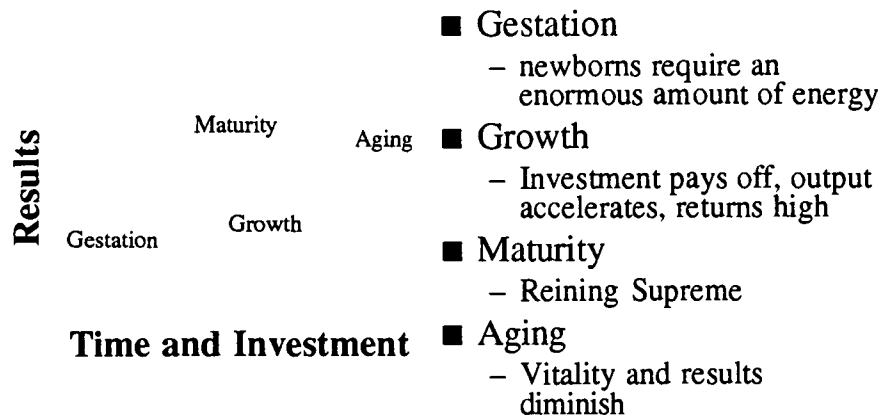 Results
Maturity
Aging
Gestation
Growth
Time and Investment
■ Gestation
– newborns require an
enormous amount of energy
■ Growth
– Investment pays off, output
accelerates, returns high
■ Maturity
– Reining Supreme
■ Aging
– Vitality and results
diminish